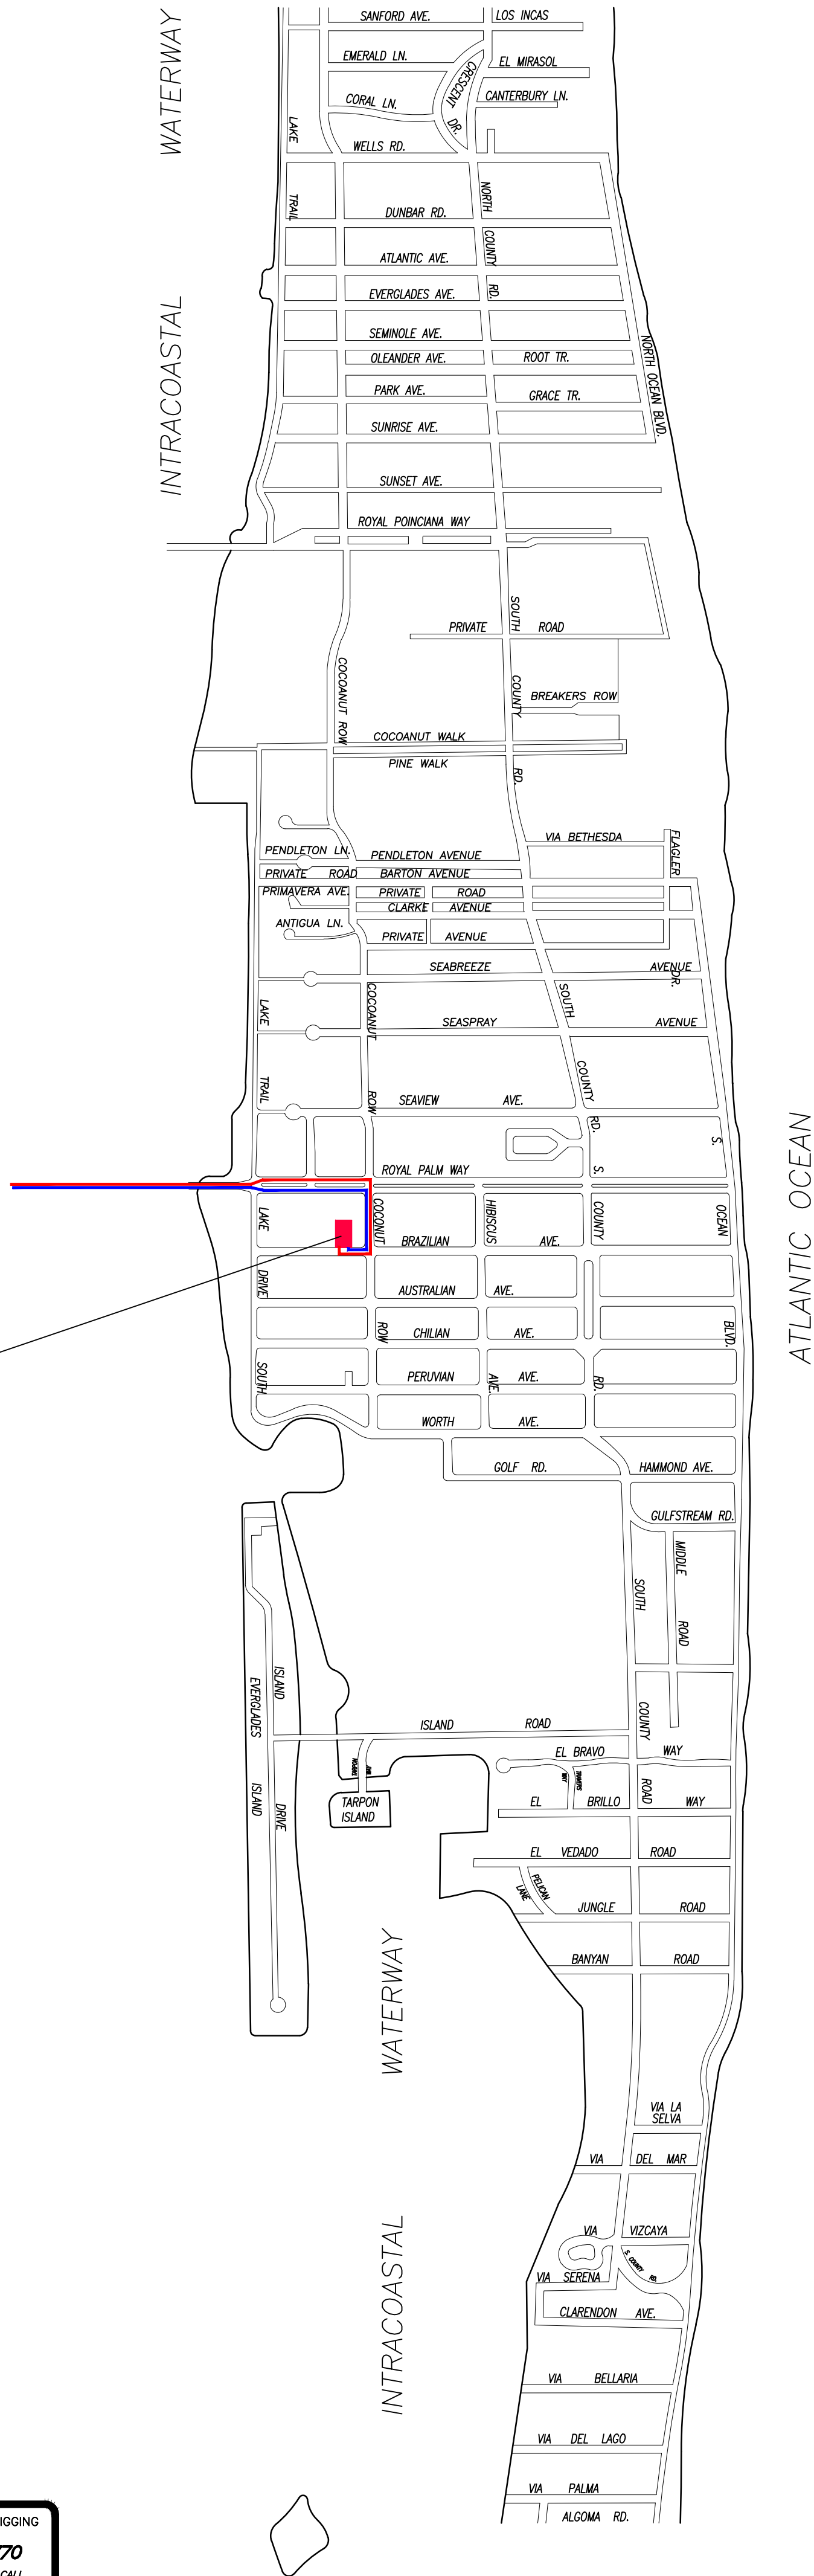 SANFORD AVE.
LOS INCAS
WATERWAY
EMERALD LN.
EL MIRASOL
CRESCENT DR.
CORAL LN.
CANTERBURY LN.
LAKE TRAIL
WELLS RD.
NORTH COUNTY RD.
DUNBAR RD.
ATLANTIC AVE.
EVERGLADES AVE.
INTRACOASTAL
SEMINOLE AVE.
NORTH OCEAN BLVD.
OLEANDER AVE.
ROOT TR.
PARK AVE.
GRACE TR.
SUNRISE AVE.
SUNSET AVE.
ROYAL POINCIANA WAY
SOUTH COUNTY RD.
PRIVATE ROAD
COCOANUT ROW
BREAKERS ROW
COCOANUT WALK
PINE WALK
VIA BETHESDA
FLAGLER DR.
PENDLETON LN.
PENDLETON AVENUE
PRIVATE ROAD
BARTON AVENUE
PRIMAVERA AVE.
PRIVATE ROAD
CLARKE AVENUE
ANTIGUA LN.
PRIVATE AVENUE
SEABREEZE AVENUE
LAKE TRAIL
COCOANUT ROW
SOUTH COUNTY RD.
SEASPRAY AVENUE
SEAVIEW AVE.
ATLANTIC OCEAN
S. OCEAN BLVD.
ROYAL PALM WAY
S. COUNTY RD.
LAKE DRIVE SOUTH
COCONUT ROW
HIBISCUS AVE.
BRAZILIAN AVE.
AUSTRALIAN AVE.
CHILIAN AVE.
PERUVIAN AVE.
WORTH AVE.
GOLF RD.
HAMMOND AVE.
GULFSTREAM RD.
MIDDLE ROAD
SOUTH COUNTY ROAD
ISLAND DRIVE
EVERGLADES ISLAND
ISLAND ROAD
EL BRAVO WAY
TARPON
ISLAND
EL BRILLO WAY
EL VEDADO ROAD
PELICAN LANE
JUNGLE ROAD
WATERWAY
BANYAN ROAD
VIA LA
SELVA
VIA DEL MAR
INTRACOASTAL
VIA VIZCAYA
S. COUNTY RD.
VIA SERENA
CLARENDON AVE.
VIA BELLARIA
VIA DEL LAGO
VIA PALMA
ALGOMA RD.
IGGING
770
CALL